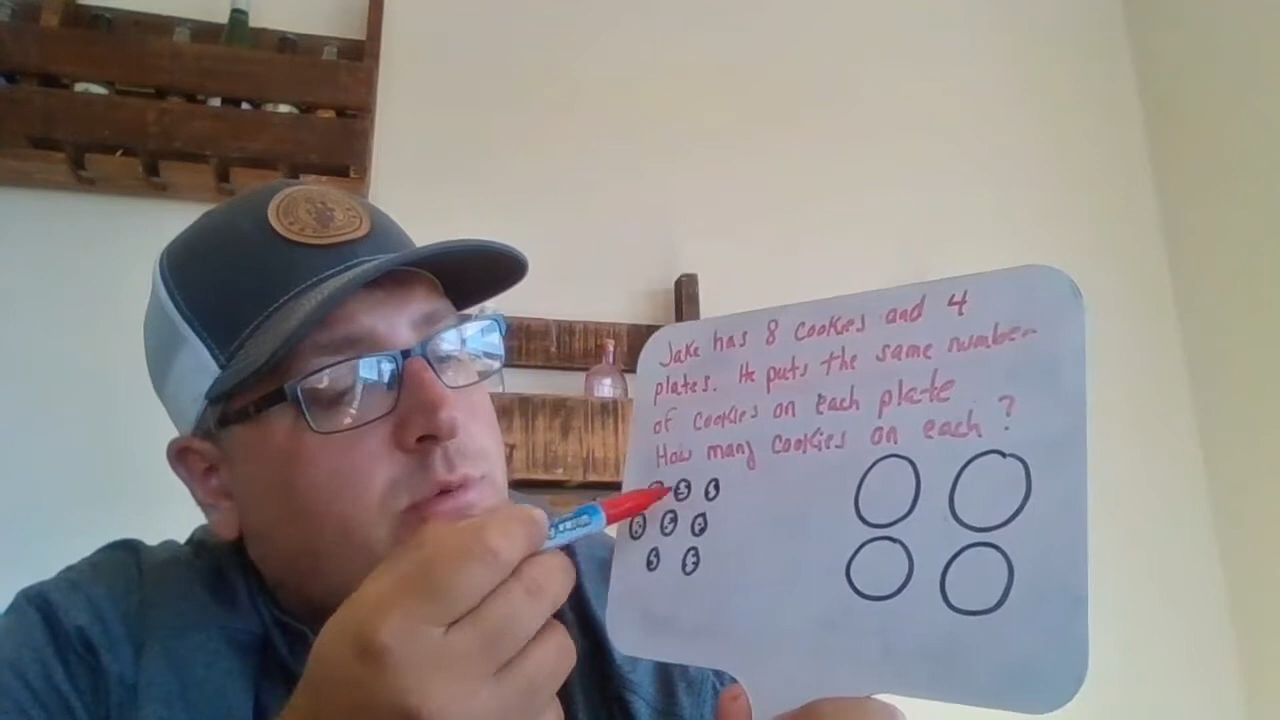 Jake has 8 cookies and 4
plates. He puts the same number
of cookies on each plate
How many cookies on each ?